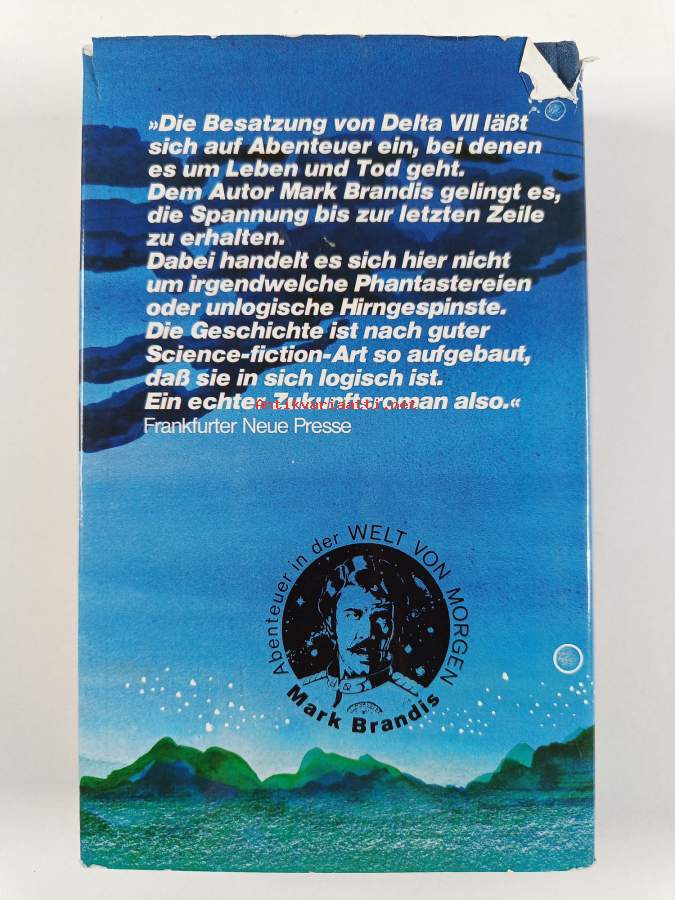 »Die Besatzung von Delta VII läßt
sich auf Abenteuer ein, bei denen
es um Leben und Tod geht.
Dem Autor Mark Brandis gelingt es,
die Spannung bis zur letzten Zeile
zu erhalten.
Dabei handelt es sich hier nicht
um irgendwelche Phantastereien
oder unlogische Hirngespinste.
Die Geschichte ist nach guter
Science-fiction-Art so aufgebaut,
daß sie in sich logisch ist.
Ein echter Zukunftsroman also.«
Antikvariaatti.net
Frankfurter Neue Presse
Abenteuer in der WELT VON MORGEN
Mark Brandis